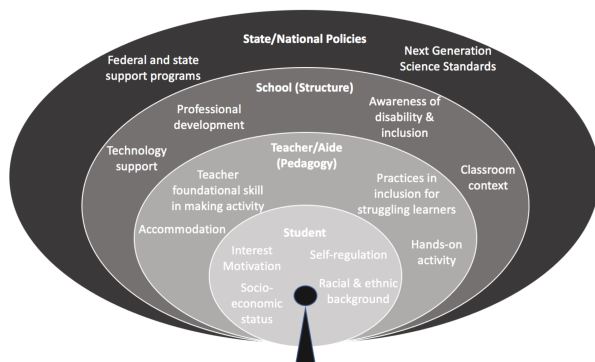 State/National Policies
Federal and state
support programs
Next Generation
Science Standards
School (Structure)
Professional
development
Awareness of
disability &
inclusion
Technology
support
Classroom
context
Teacher/Aide
(Pedagogy)
Teacher
foundational skill
in making activity
Practices in
inclusion for
struggling learners
Accommodation
Hands-on
activity
Student
Interest
Motivation
Self-regulation
Socio-
economic
status
Racial & ethnic
background